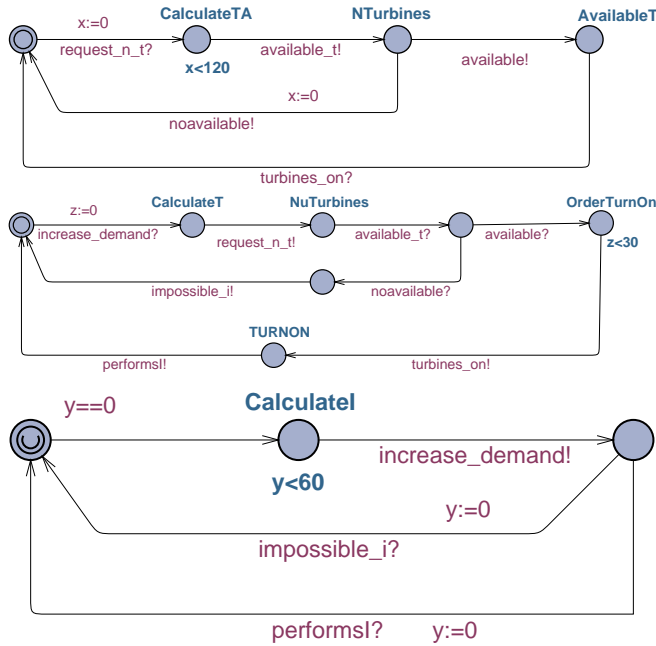 CalculateTA
NTurbines
AvailableT
x:=0
request_n_t?
available_t!
available!
x<120
x:=0
noavailable!
turbines_on?
CalculateT
NuTurbines
OrderTurnOn
z:=0
increase_demand?
request_n_t!
available_t?
available?
z<30
impossible_i!
noavailable?
TURNON
performsI!
turbines_on!
y==0
CalculateI
increase_demand!
y<60
y:=0
impossible_i?
performsI? y:=0